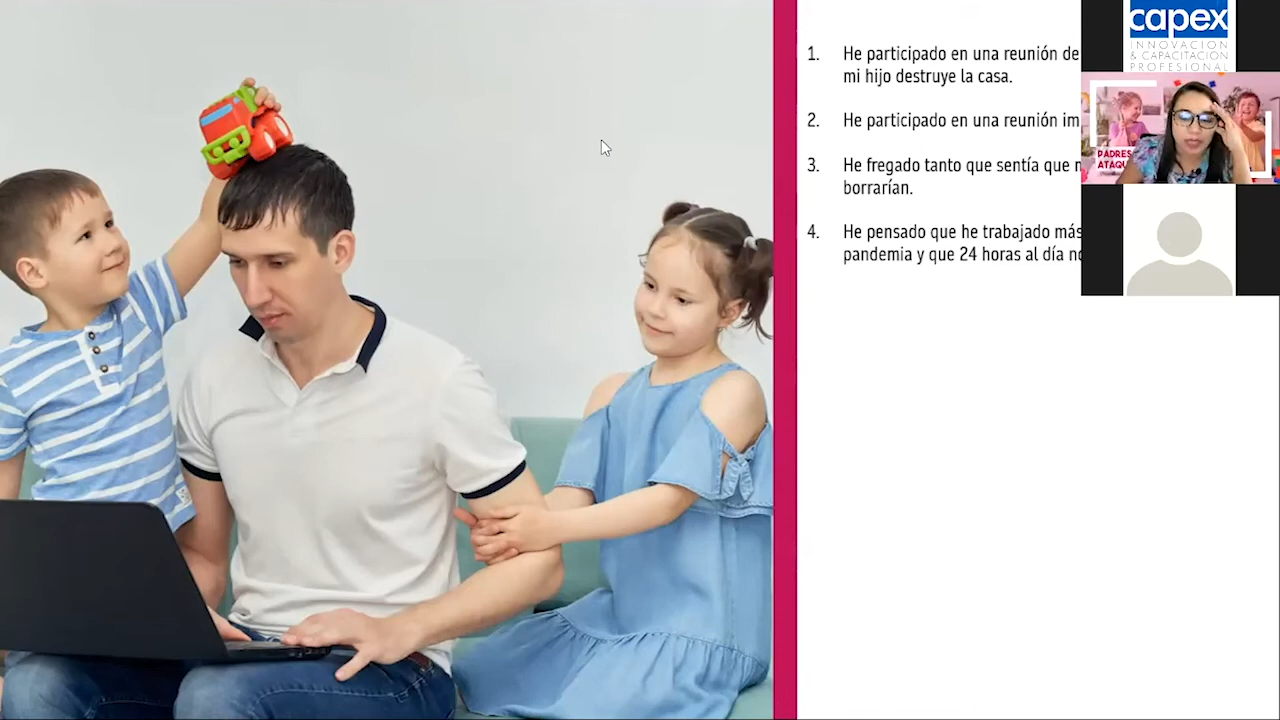 1. He participado en una reunión de
mi hijo destruye la casa.
2. He participado en una reunión im
3. He fregado tanto que sentía que
borrarían.
4. He pensado que he trabajado más
pandemia y que 24 horas al día
capex
INNOVACION
& CAPACITACION
PROFESIONAL
PADRES
ATAQU